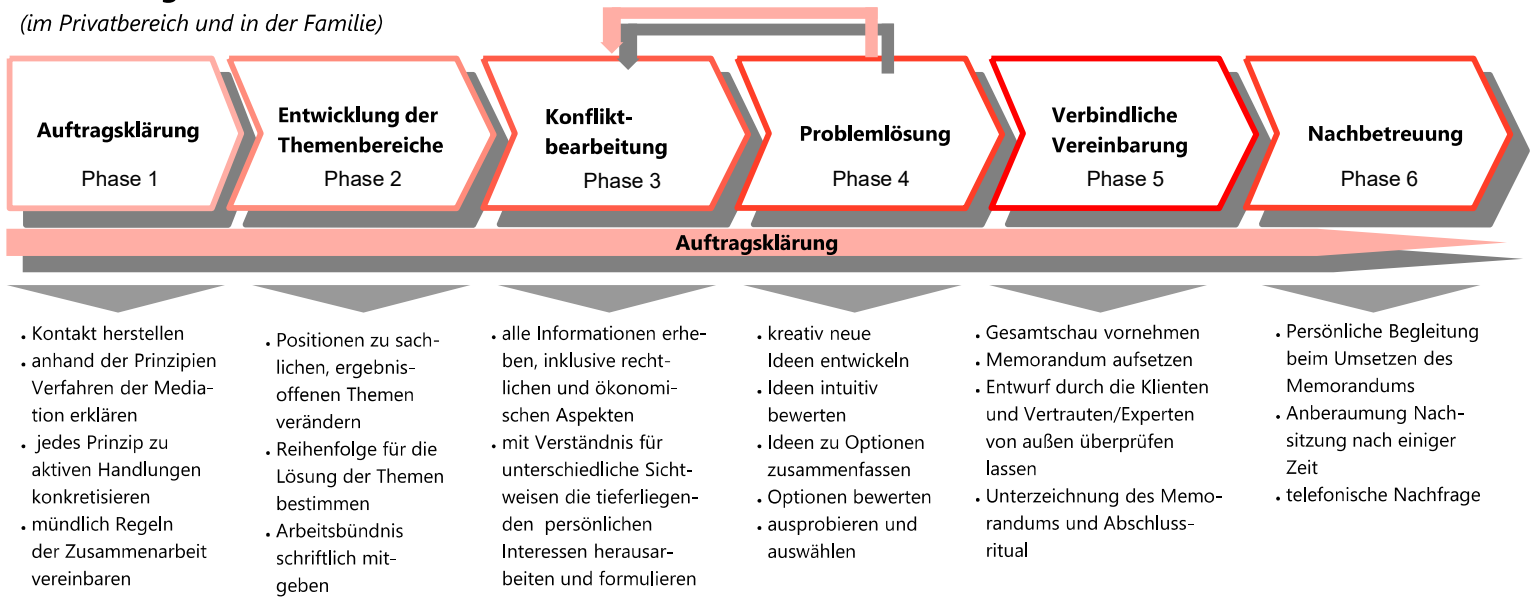 (im Privatbereich und in der Familie)
Auftragsklärung
Phase 1
Entwicklung der
Themenbereiche
Phase 2
Konflikt-
bearbeitung
Phase 3
Problemlösung
Phase 4
Verbindliche
Vereinbarung
Phase 5
Nachbetreuung
Phase 6
Auftragsklärung
. Kontakt herstellen
. anhand der Prinzipien
Verfahren der Media-
tion erklären
. jedes Prinzip zu
aktiven Handlungen
konkretisieren
. mündlich Regeln
der Zusammenarbeit
vereinbaren
. Positionen zu sach-
lichen, ergebnis-
offenen Themen
verändern
. Reihenfolge für die
Lösung der Themen
bestimmen
. Arbeitsbündnis
schriftlich mit-
geben
. alle Informationen erhe-
ben, inklusive recht-
lichen und ökonomi-
schen Aspekten
. mit Verständnis für
unterschiedliche Sicht-
weisen die tieferliegen-
den persönlichen
Interessen herausar-
beiten und formulieren
. kreativ neue
Ideen entwickeln
. Ideen intuitiv
bewerten
. Ideen zu Optionen
zusammenfassen
. Optionen bewerten
. ausprobieren und
auswählen
. Gesamtschau vornehmen
. Memorandum aufsetzen
. Entwurf durch die Klienten
und Vertrauten/Experten
von außen überprüfen
lassen
. Unterzeichnung des Memo-
randums und Abschluss-
ritual
. Persönliche Begleitung
beim Umsetzen des
Memorandums
. Anberaumung Nach-
sitzung nach einiger
Zeit
. telefonische Nachfrage